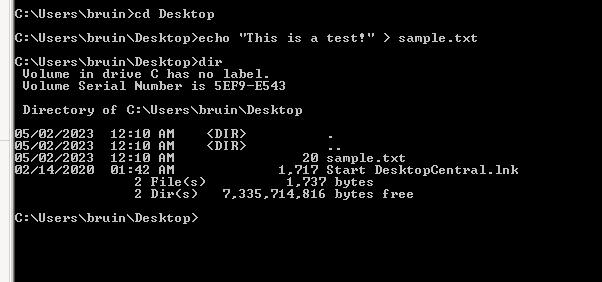 C:\Users\bruin>cd Desktop
C:\Users\bruin\Desktop>echo "This is a test!" > sample.txt
C:\Users\bruin\Desktop>dir
 Volume in drive C has no label.
 Volume Serial Number is 5EF9-E543
 Directory of C:\Users\bruin\Desktop
05/02/2023  12:10 AM    <DIR>          .
05/02/2023  12:10 AM    <DIR>          ..
05/02/2023  12:10 AM                20 sample.txt
02/14/2020  01:42 AM             1,717 Start DesktopCentral.lnk
               2 File(s)          1,737 bytes
               2 Dir(s)   7,335,714,816 bytes free
C:\Users\bruin\Desktop>